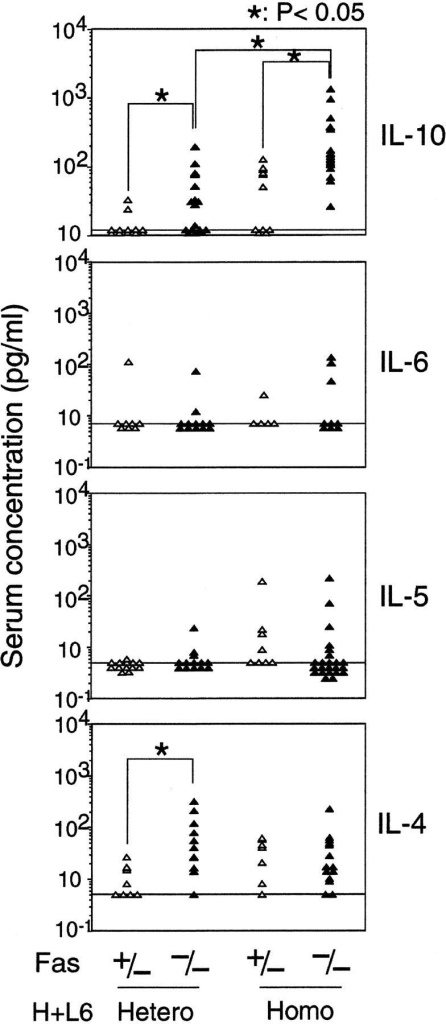 *: P< 0.05
10⁴
10³
10²
10
IL-10
10⁴
10³
10²
10
10⁻¹
IL-6
Serum concentration (pg/ml)
10⁴
10³
10²
10
10⁻¹
IL-5
10⁴
10³
10²
10
10⁻¹
IL-4
* * * *
Fas +/− −/− +/− −/−
H+L6 Hetero Homo